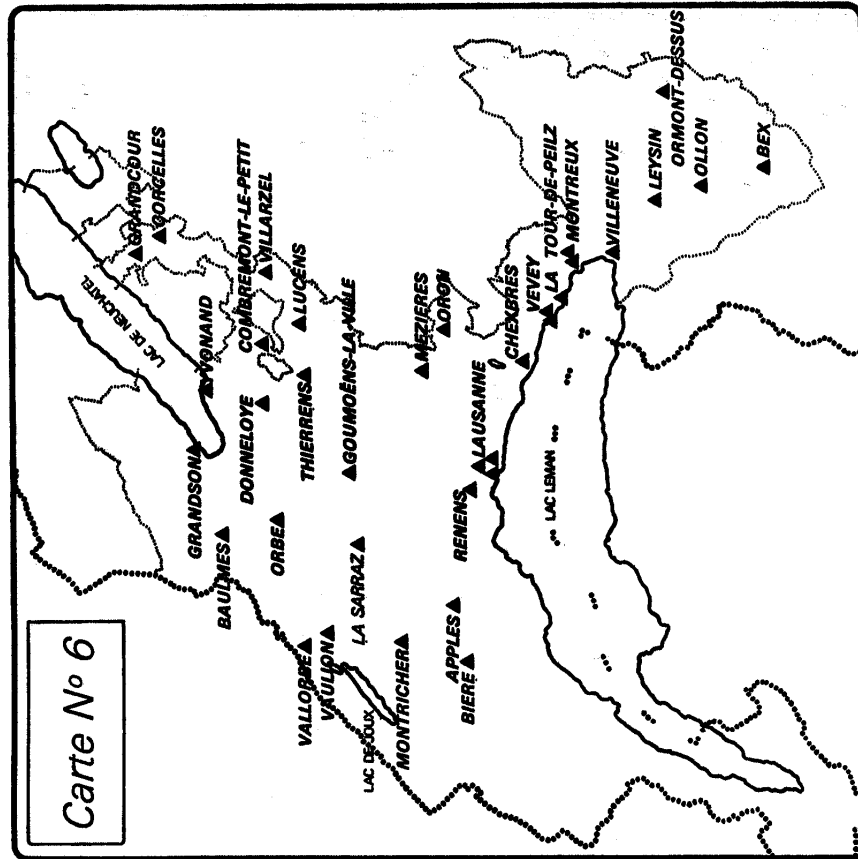 Carte N° 6
LAC DE NEUCHATEL
GRANDCOUR
CORCELLES
YVONAND
COMBREMONT-LE-PETIT
VILLARZEL
LUCENS
GRANDSON
BAULMES
DONNELOYE
ORBE
THIERRENS
GOUMOËNS-LA-VILLE
VALLORBE
VAULION
LA SARRAZ
LAC DE JOUX
MONTRICHER
MEZIERES
ORON
APPLES
BIERE
RENENS
LAUSANNE
CHEXBRES
VEVEY
LA TOUR-DE-PEILZ
MONTREUX
LAC LEMAN
VILLENEUVE
LEYSIN
ORMONT-DESSUS
OLLON
BEX